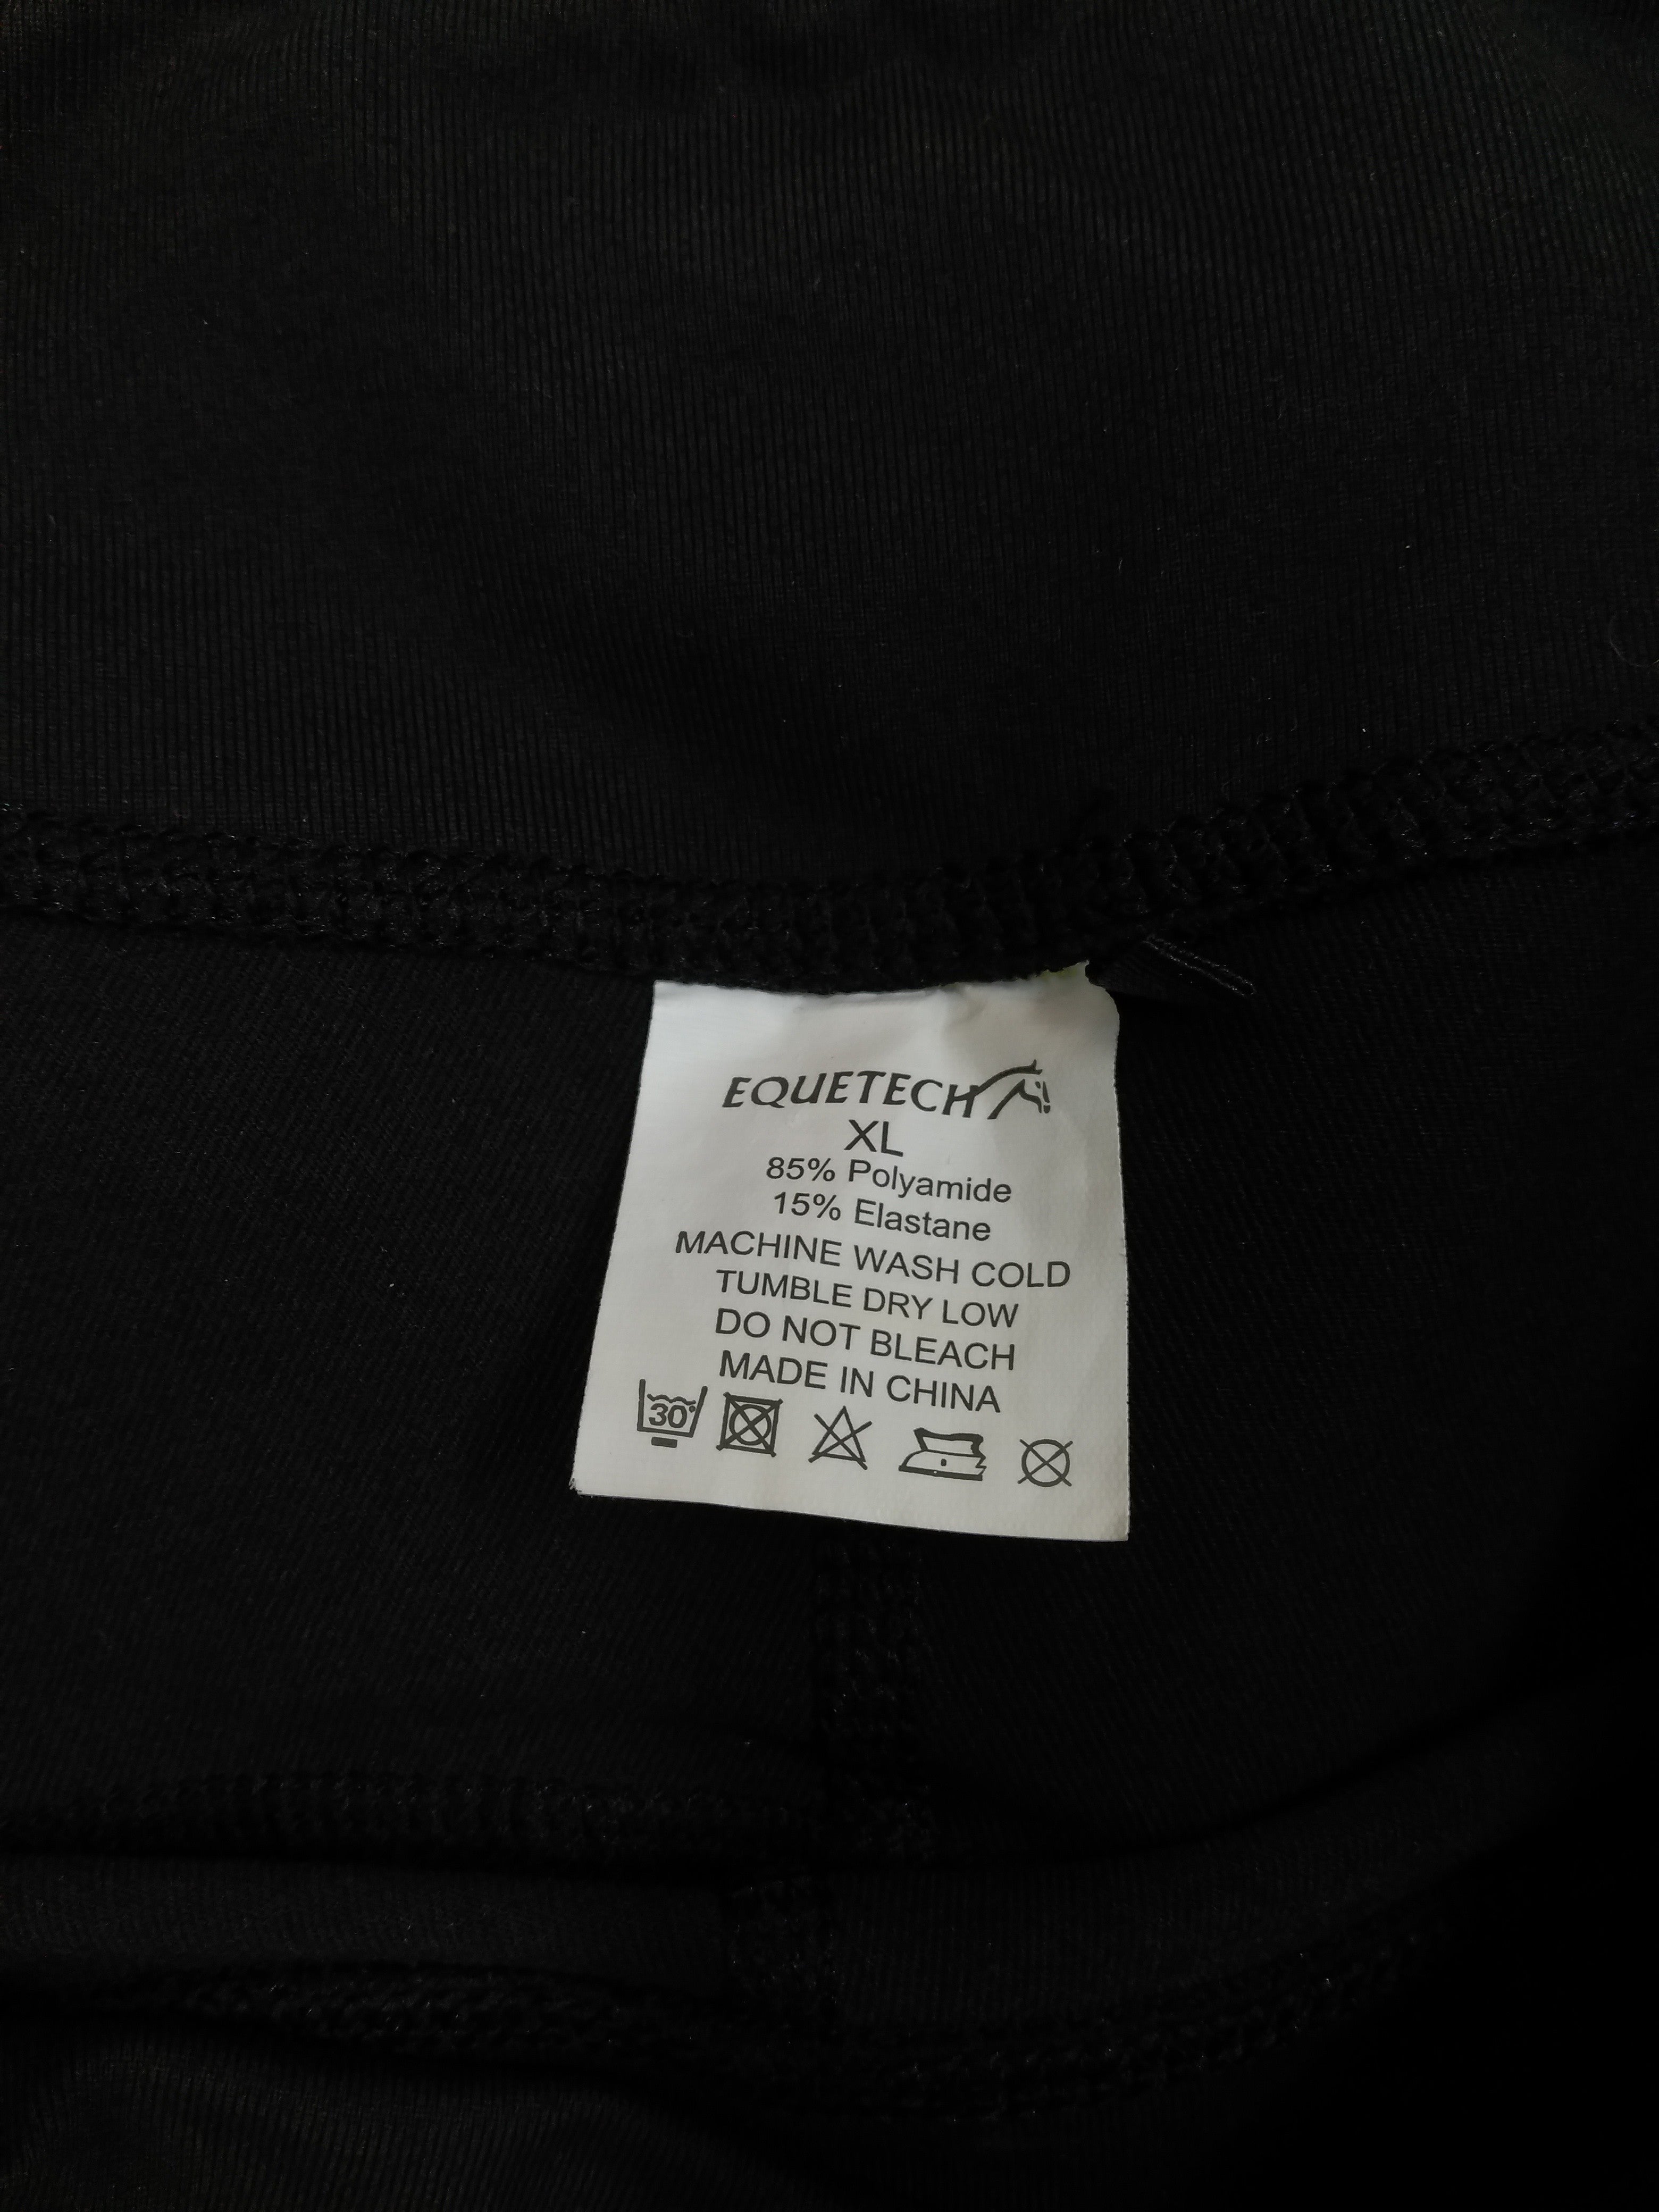 EQUETECH
XL
85% Polyamide
15% Elastane
MACHINE WASH COLD
TUMBLE DRY LOW
DO NOT BLEACH
MADE IN CHINA
30°